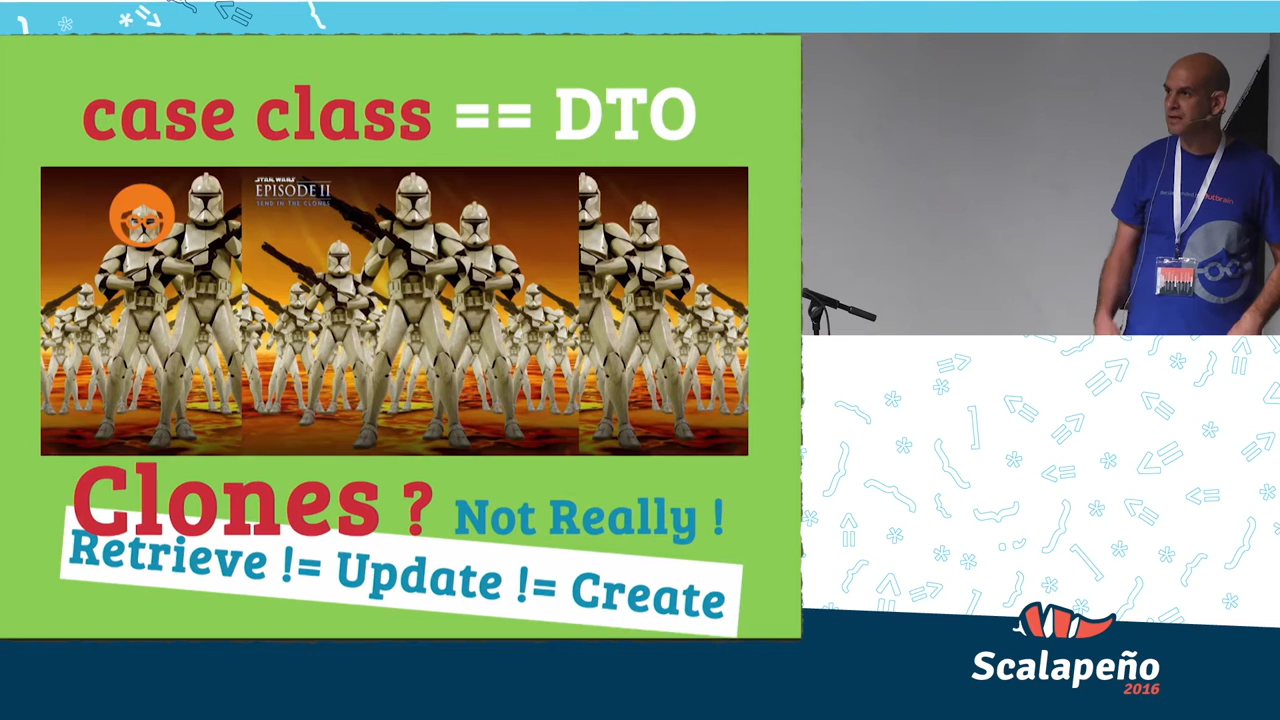 case class == DTO
STAR WARS
EPISODE II
SEND IN THE CLONES
Clones ? Not Really !
Retrieve != Update != Create
outbrain
Scalapeño
2016